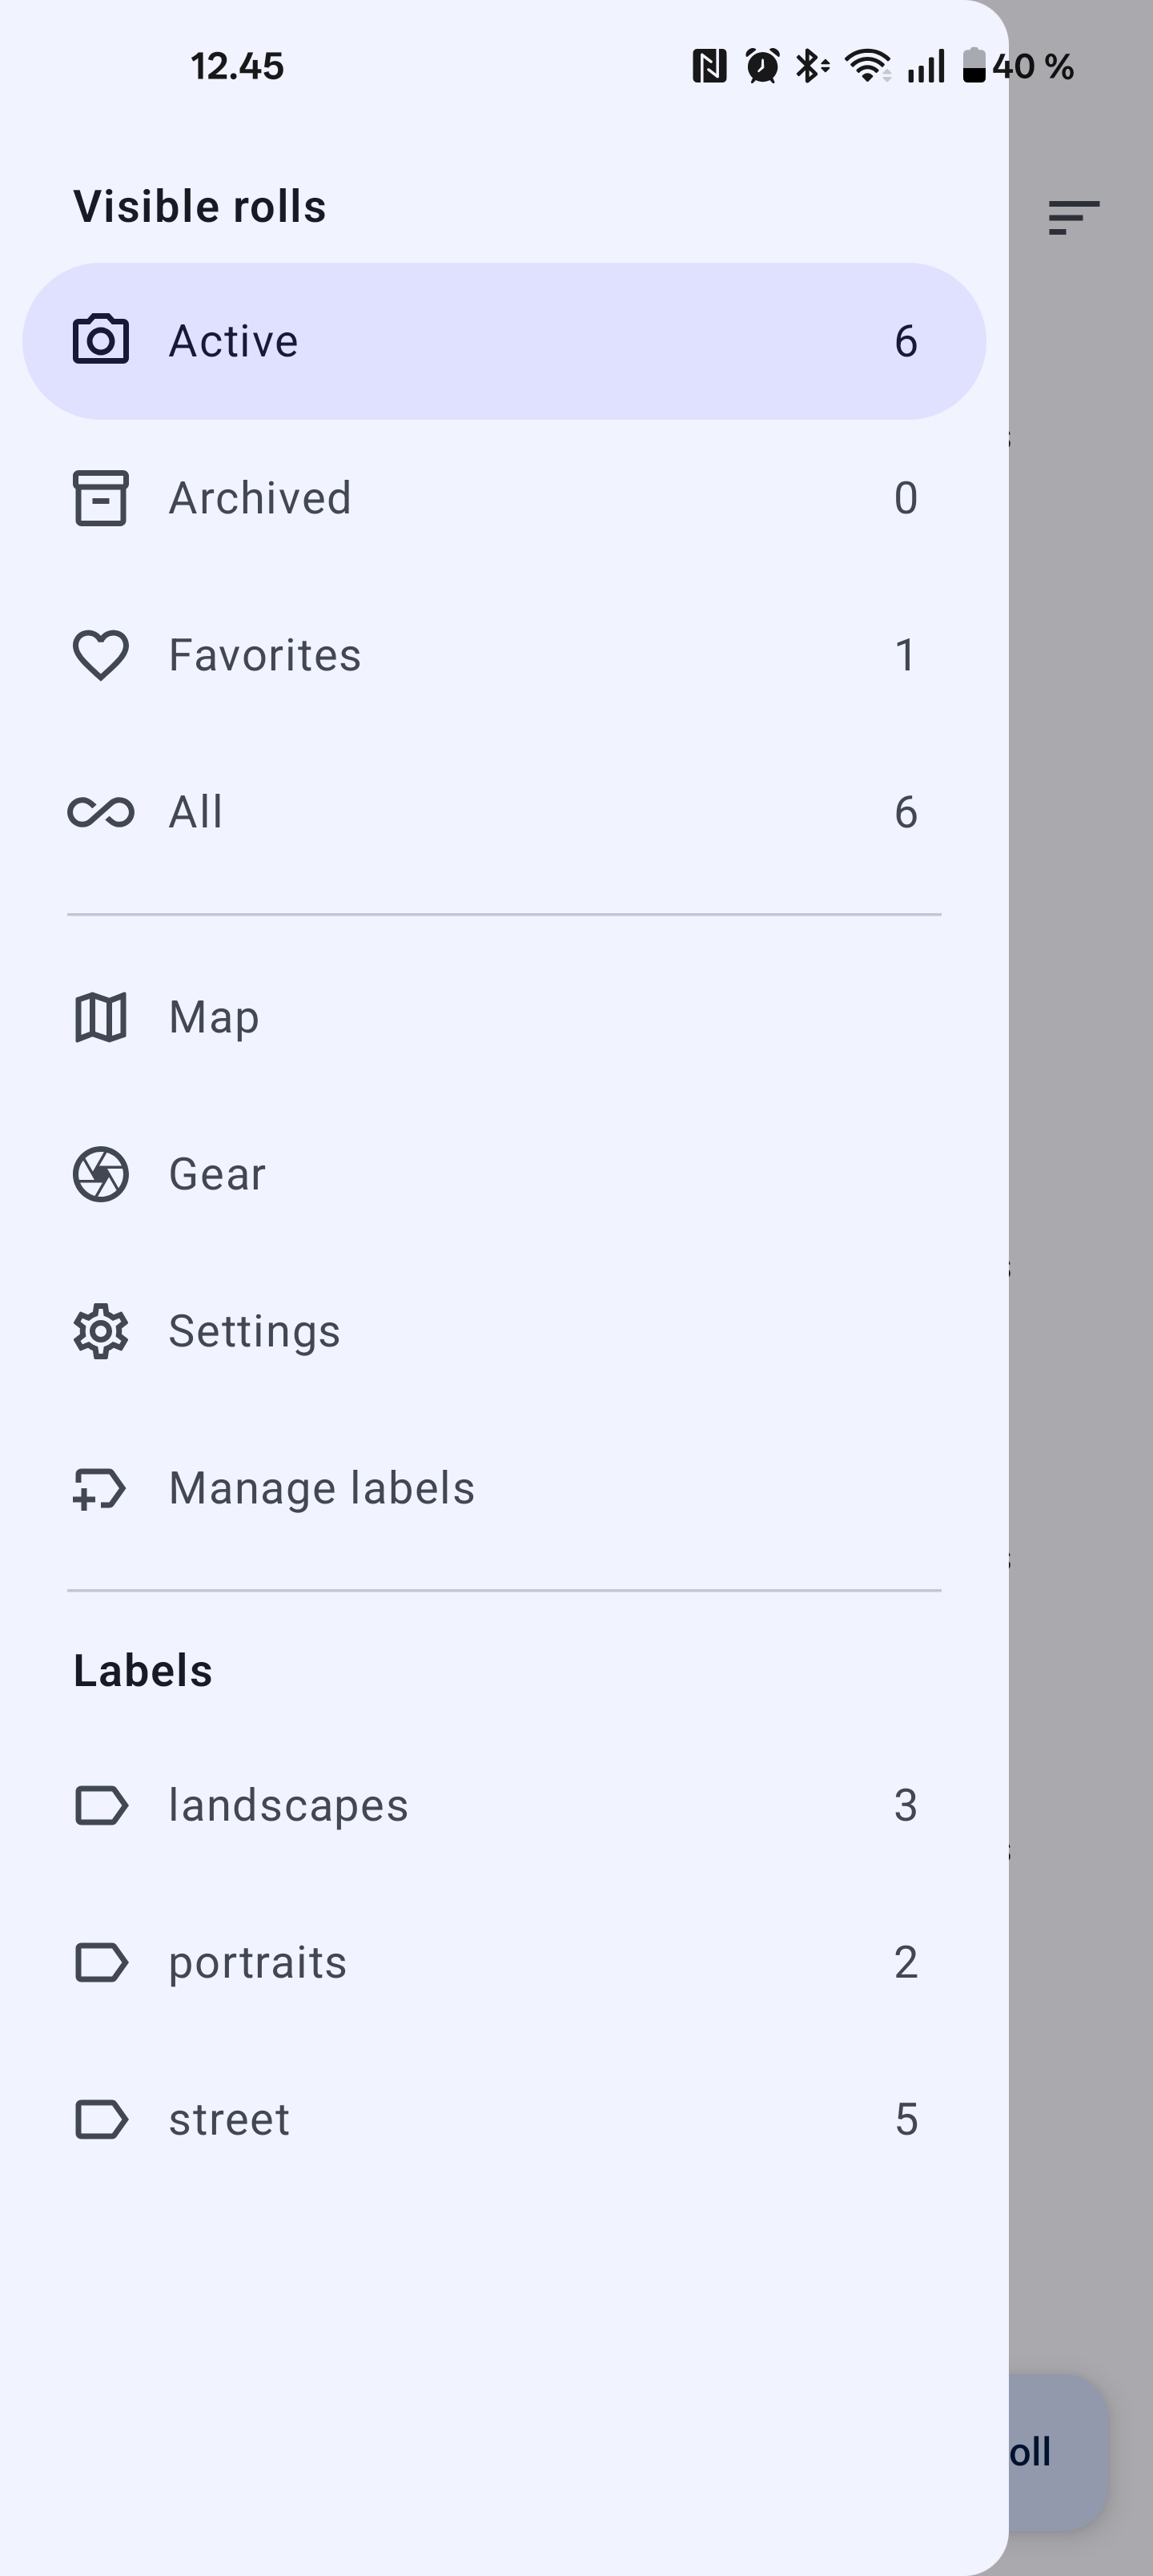 12.45
40 %
Visible rolls
Active 6
Archived 0
Favorites 1
All 6
Map
Gear
Settings
Manage labels
Labels
landscapes 3
portraits 2
street 5
oll